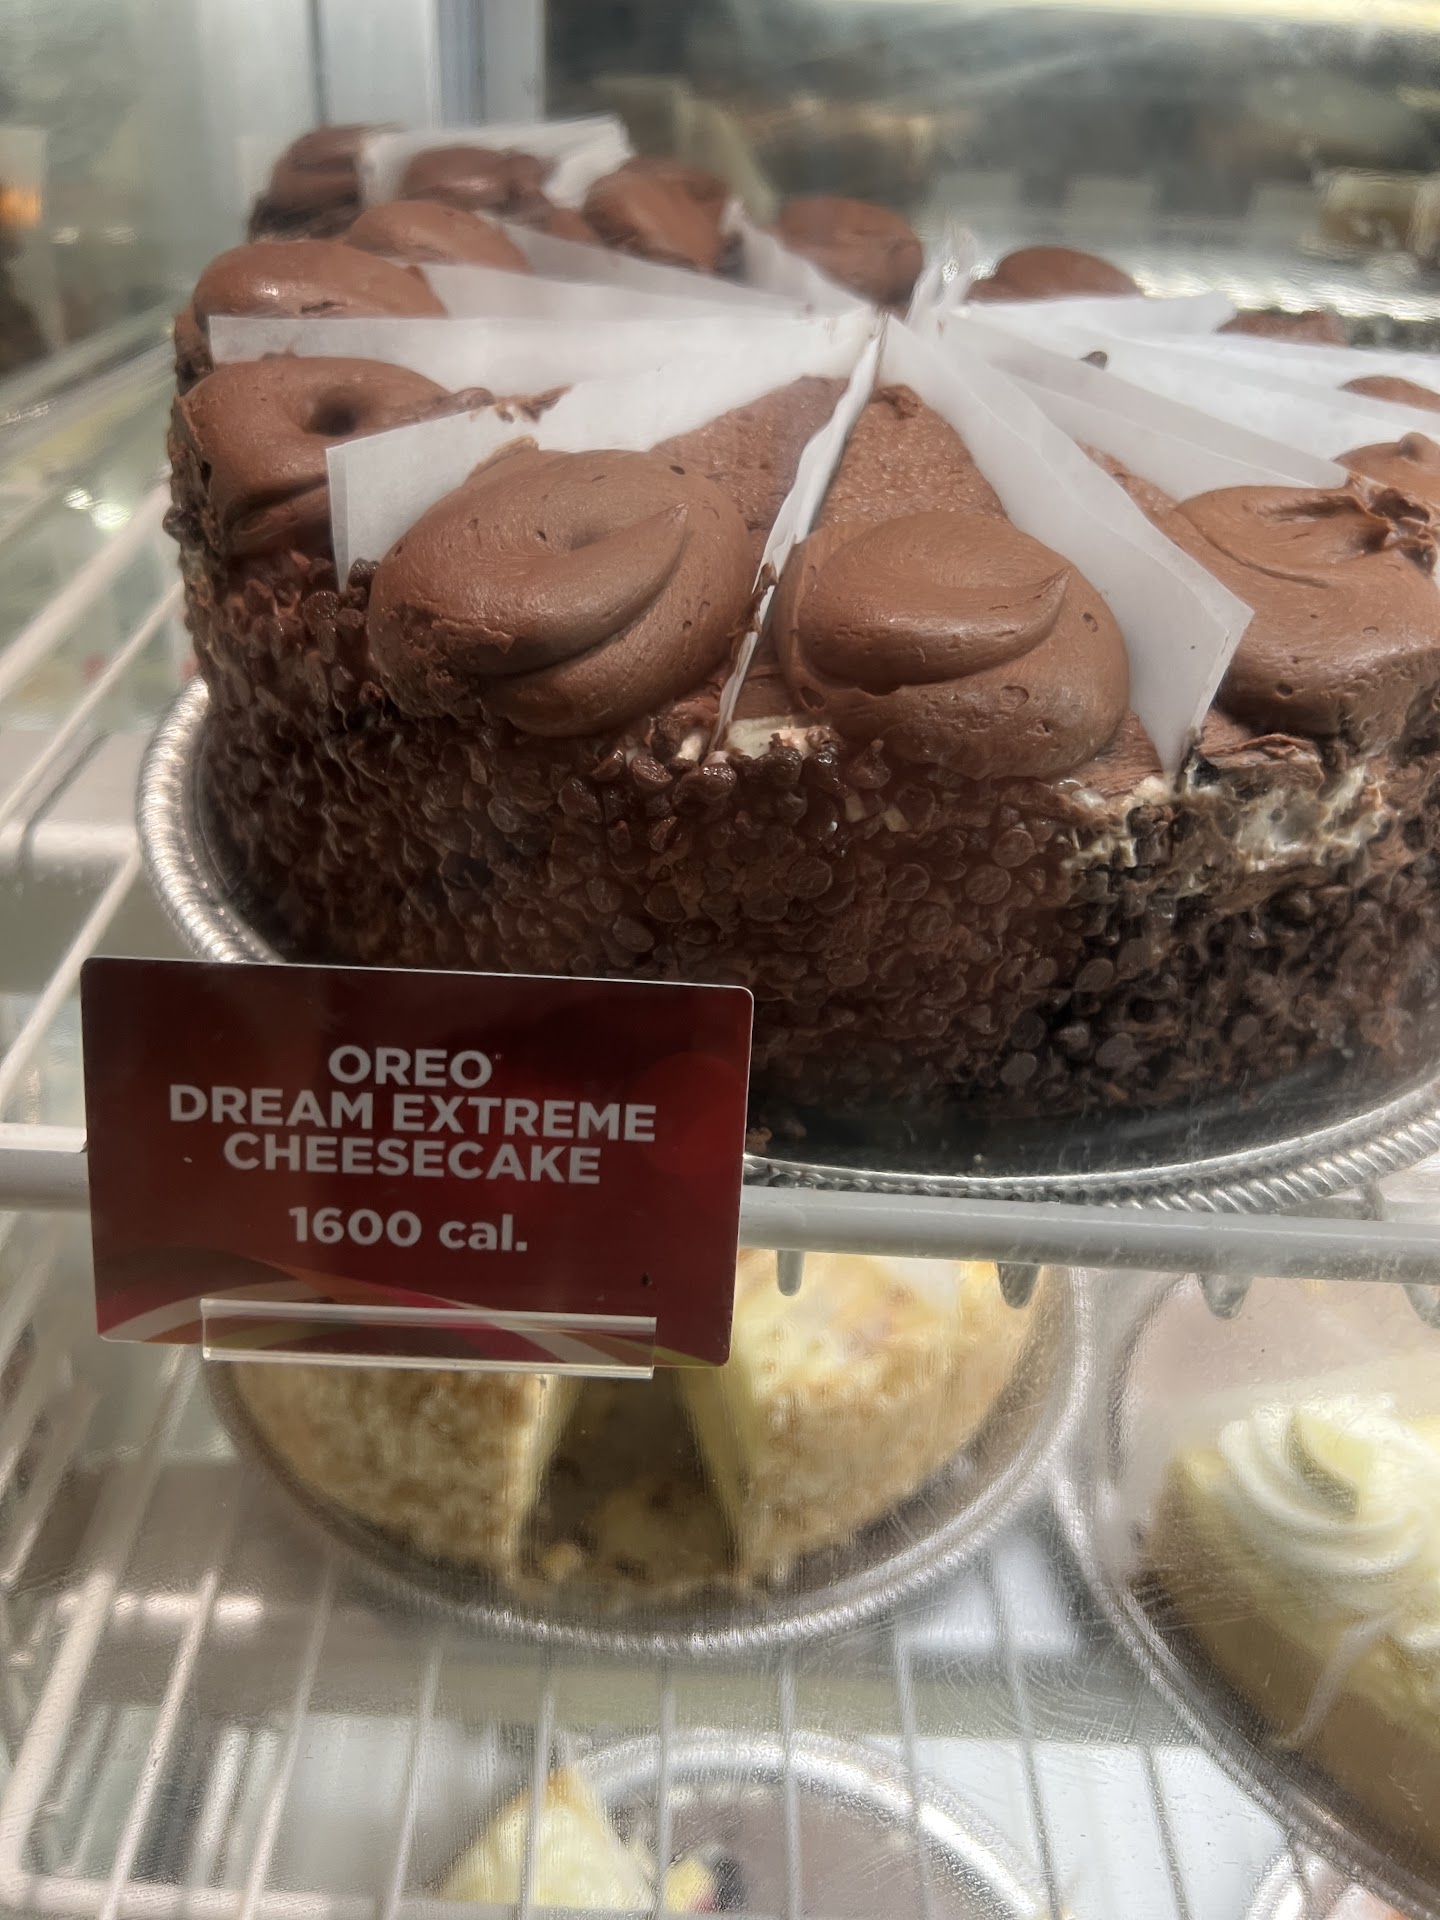 OREO
DREAM EXTREME
CHEESECAKE
1600 cal.